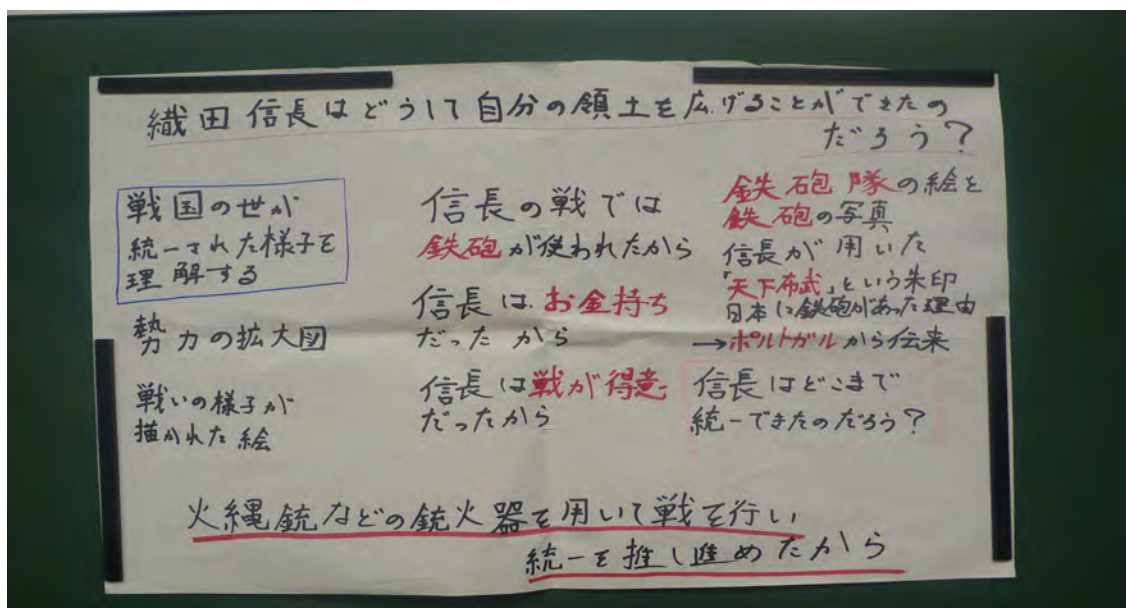 織田信長はどうして自分の領土を広げることができたの
だろう？
戦国の世が
統一された様子を
理解する
勢力の拡大図
戦いの様子が
描かれた絵
信長の戦では
鉄砲が使われたから
信長はお金持ち
だったから
信長は戦が得意
だったから
鉄砲隊の絵と
鉄砲の写真
信長が用いた
「天下布武」という朱印
日本に鉄砲があった理由
→ポルトガルから伝来
信長はどこまで
統一できたのだろう？
火縄銃などの銃火器を用いて戦を行い
統一を推し進めたから